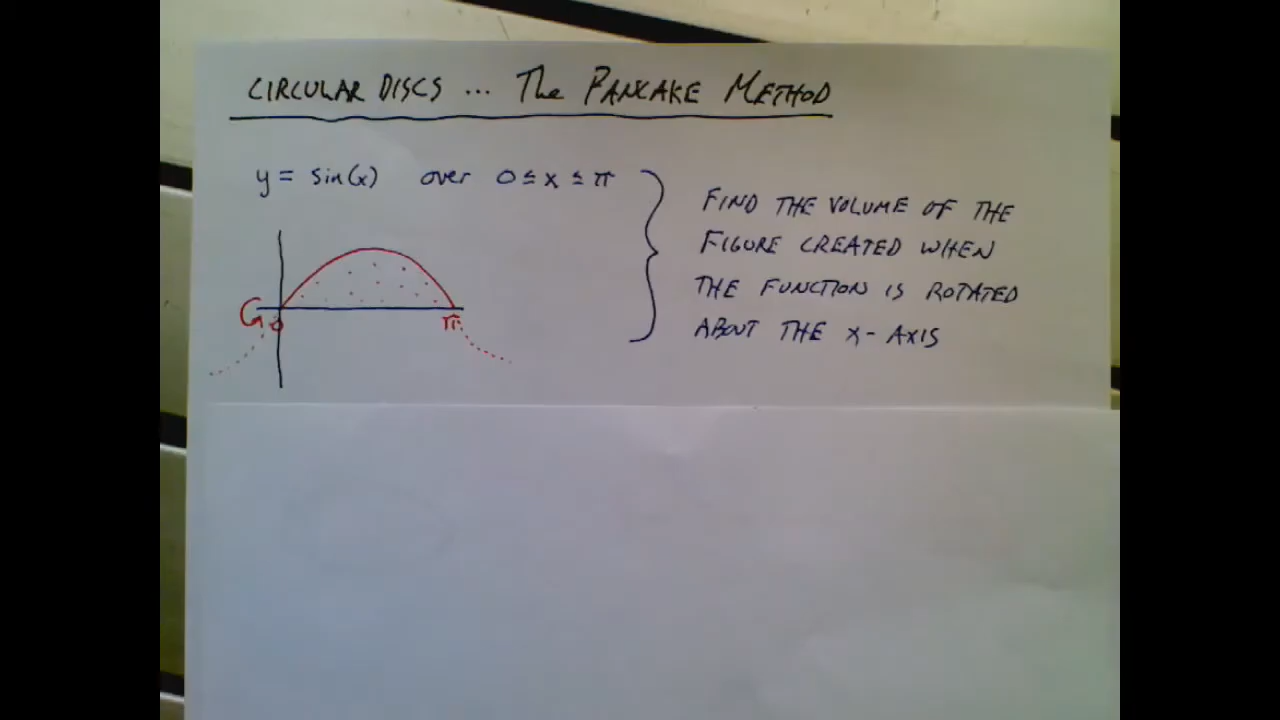 CIRCULAR DISCS ... The PANCAKE METHOD
y = sin(x) over 0 ≤ x ≤ π
FIND THE VOLUME OF THE
FIGURE CREATED WHEN
THE FUNCTION IS ROTATED
ABOUT THE X-AXIS
0 π